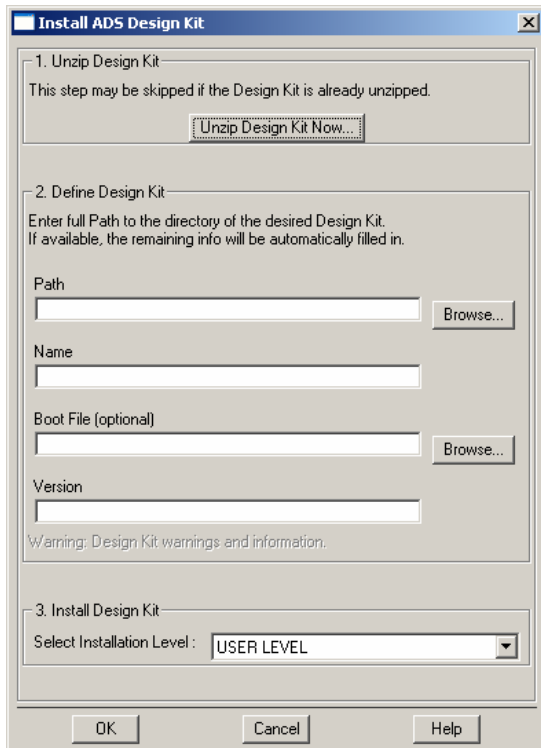 Install ADS Design Kit
1. Unzip Design Kit
This step may be skipped if the Design Kit is already unzipped.
Unzip Design Kit Now...
2. Define Design Kit
Enter full Path to the directory of the desired Design Kit.
If available, the remaining info will be automatically filled in.
Path
Browse...
Name
Boot File (optional)
Browse...
Version
Warning: Design Kit warnings and information.
3. Install Design Kit
Select Installation Level : USER LEVEL
OK Cancel Help